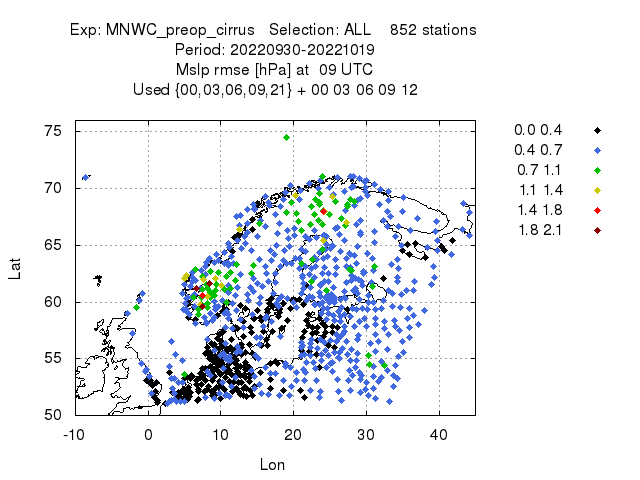 Exp: MNWC_preop_cirrus   Selection: ALL    852 stations
Period: 20220930-20221019
Mslp rmse [hPa] at  09 UTC
Used {00,03,06,09,21} + 00 03 06 09 12
75
70
65
60
55
50
Lat
-10 0 10 20 30 40
Lon
0.0 0.4
0.4 0.7
0.7 1.1
1.1 1.4
1.4 1.8
1.8 2.1